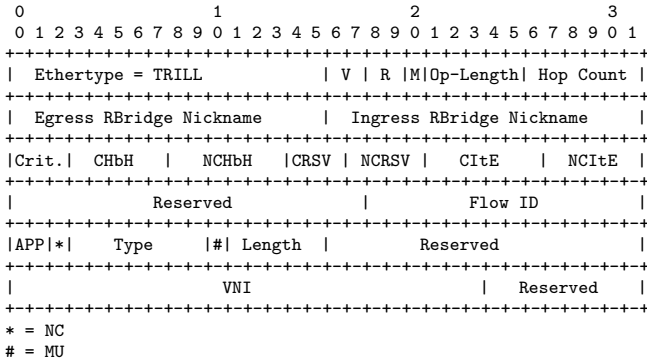 0                   1                   2                   3
0 1 2 3 4 5 6 7 8 9 0 1 2 3 4 5 6 7 8 9 0 1 2 3 4 5 6 7 8 9 0 1
+-+-+-+-+-+-+-+-+-+-+-+-+-+-+-+-+-+-+-+-+-+-+-+-+-+-+-+-+-+-+-+-+
|  Ethertype = TRILL            | V | R |M|Op-Length| Hop Count |
+-+-+-+-+-+-+-+-+-+-+-+-+-+-+-+-+-+-+-+-+-+-+-+-+-+-+-+-+-+-+-+-+
|  Egress RBridge Nickname      |  Ingress RBridge Nickname     |
+-+-+-+-+-+-+-+-+-+-+-+-+-+-+-+-+-+-+-+-+-+-+-+-+-+-+-+-+-+-+-+-+
|Crit.|  CHbH   |   NCHbH   |CRSV | NCRSV |   CItE    |  NCItE  |
+-+-+-+-+-+-+-+-+-+-+-+-+-+-+-+-+-+-+-+-+-+-+-+-+-+-+-+-+-+-+-+-+
|              Reserved             |          Flow ID          |
+-+-+-+-+-+-+-+-+-+-+-+-+-+-+-+-+-+-+-+-+-+-+-+-+-+-+-+-+-+-+-+-+
|APP|*|    Type     |#| Length  |         Reserved              |
+-+-+-+-+-+-+-+-+-+-+-+-+-+-+-+-+-+-+-+-+-+-+-+-+-+-+-+-+-+-+-+-+
|                     VNI                       |   Reserved    |
+-+-+-+-+-+-+-+-+-+-+-+-+-+-+-+-+-+-+-+-+-+-+-+-+-+-+-+-+-+-+-+-+
* = NC
# = MU